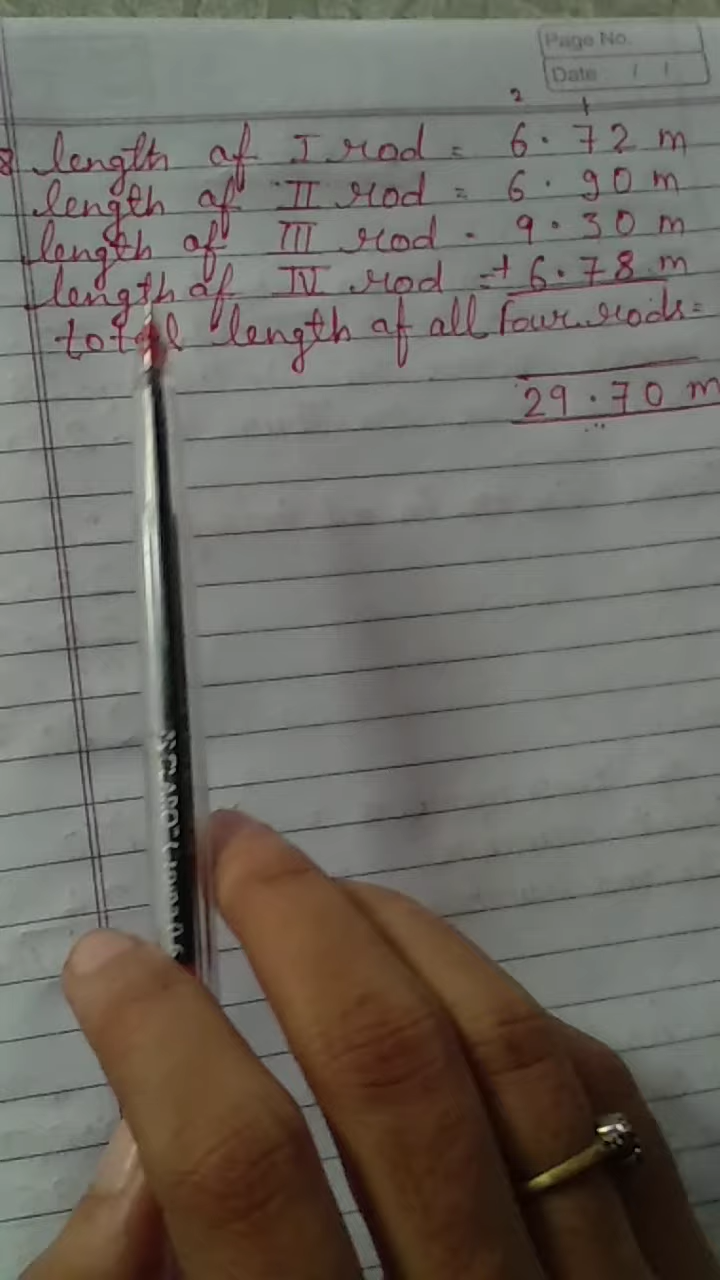 Page No.
Date / /
2 1
8 length of I rod = 6.72 m
length of II rod = 6.90 m
length of III rod - 9.30 m
length of IV rod =+ 6.78 m
total length of all four rods=
29.70 m